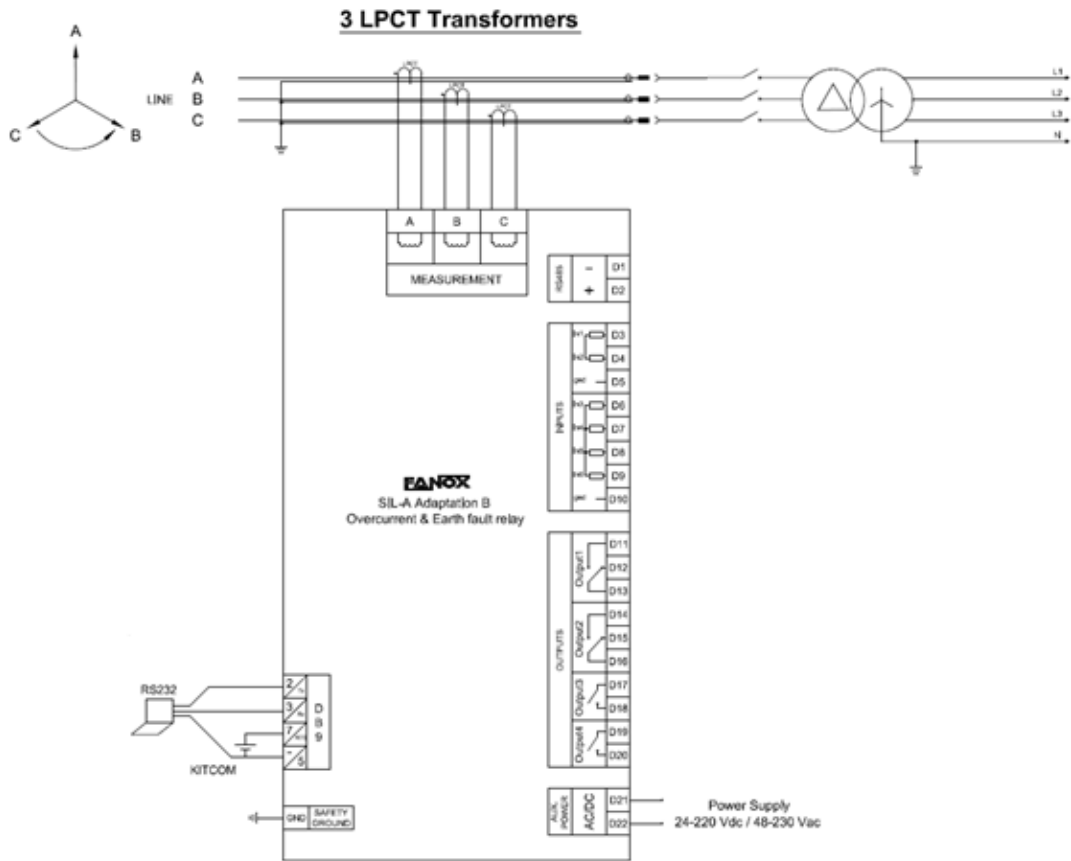 3 LPCT Transformers
A
C
B
LINE
A
B
C
L1
L2
L3
N
A B C
MEASUREMENT
RS485
- D1
+ D2
INPUTS
D3
D4
D5
D6
D7
D8
D9
D10
FANOX
SIL-A Adaptation B
Overcurrent & Earth fault relay
OUTPUTS
Output1
D11
D12
D13
Output2
D14
D15
D16
Output3
D17
D18
Output4
D19
D20
RS232
KITCOM
2
3
7
- 5
DB9
GND SAFETY
GROUND
AUX. POWER
AC/DC
D21
D22
Power Supply
24-220 Vdc / 48-230 Vac